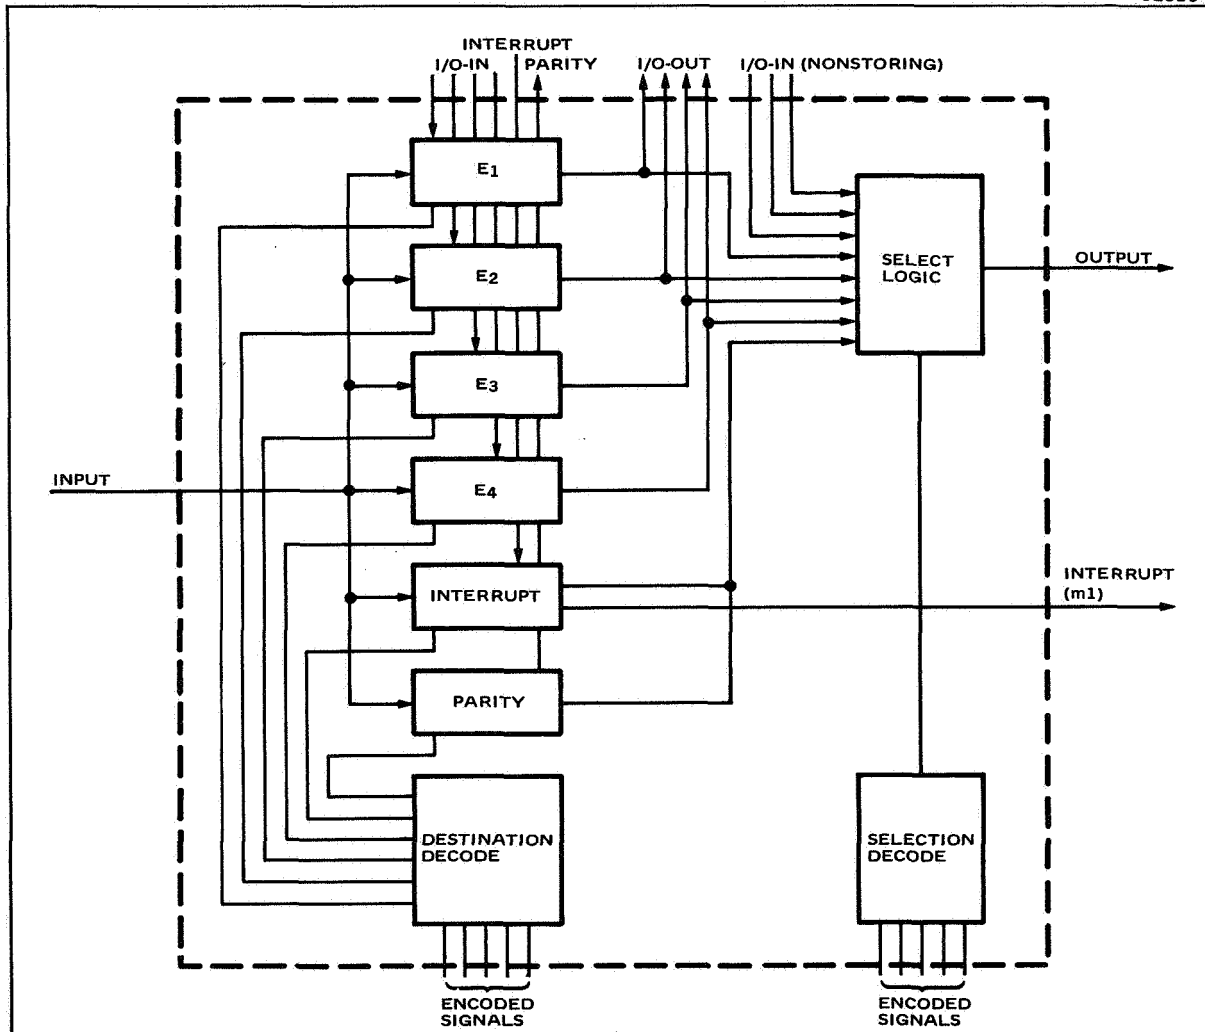 INTERRUPT
I/O-IN
PARITY
I/O-OUT
I/O-IN (NONSTORING)
E1
E2
SELECT
LOGIC
OUTPUT
E3
INPUT
E4
INTERRUPT
INTERRUPT
(m1)
PARITY
DESTINATION
DECODE
SELECTION
DECODE
ENCODED
SIGNALS
ENCODED
SIGNALS